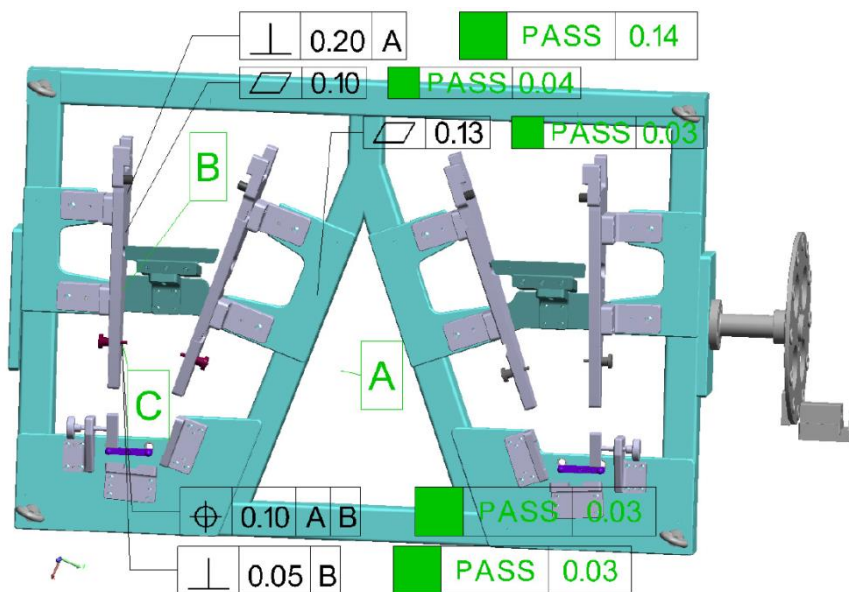 ⊥ 0.20 A PASS 0.14
▱ 0.10 PASS 0.04
▱ 0.13 PASS 0.03
B
A
C
⌖ 0.10 A B PASS 0.03
⊥ 0.05 B PASS 0.03